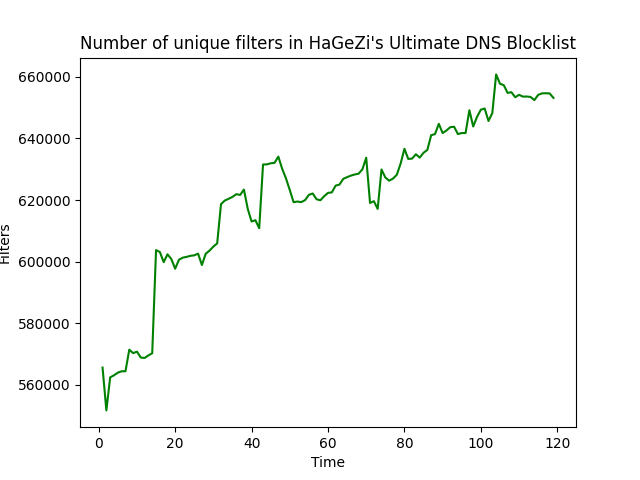 Number of unique filters in HaGeZi's Ultimate DNS Blocklist
660000
640000
620000
600000
580000
560000
Filters
0 20 40 60 80 100 120
Time